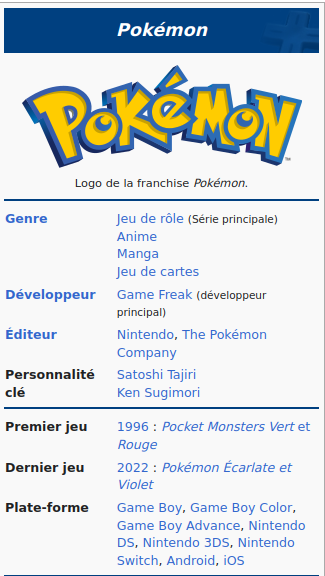 Pokémon
POKéMON
™
Logo de la franchise Pokémon.
Genre
Jeu de rôle (Série principale)
Anime
Manga
Jeu de cartes
Développeur
Game Freak (développeur
principal)
Éditeur
Nintendo, The Pokémon
Company
Personnalité
clé
Satoshi Tajiri
Ken Sugimori
Premier jeu
1996 : Pocket Monsters Vert et
Rouge
Dernier jeu
2022 : Pokémon Écarlate et
Violet
Plate-forme
Game Boy, Game Boy Color,
Game Boy Advance, Nintendo
DS, Nintendo 3DS, Nintendo
Switch, Android, iOS